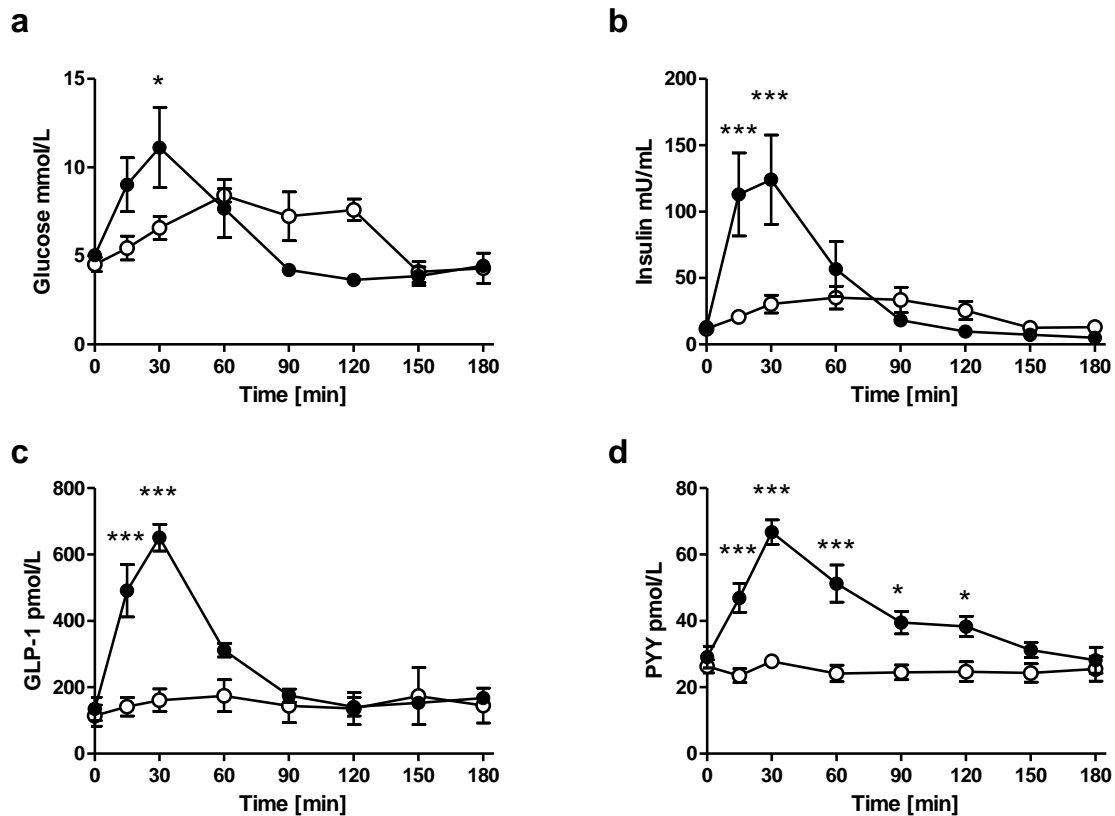 a
b
15
10
5
0
Glucose mmol/L
*
0 30 60 90 120 150 180
Time [min]
200
150
100
50
0
Insulin mU/mL
***
***
0 30 60 90 120 150 180
Time [min]
c
d
800
600
400
200
0
GLP-1 pmol/L
***
***
0 30 60 90 120 150 180
Time [min]
80
60
40
20
0
PYY pmol/L
***
***
***
*
*
0 30 60 90 120 150 180
Time [min]